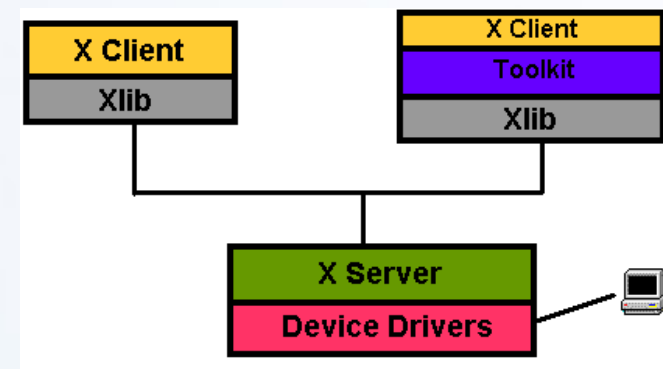 X Client
Xlib
X Client
Toolkit
Xlib
X Server
Device Drivers